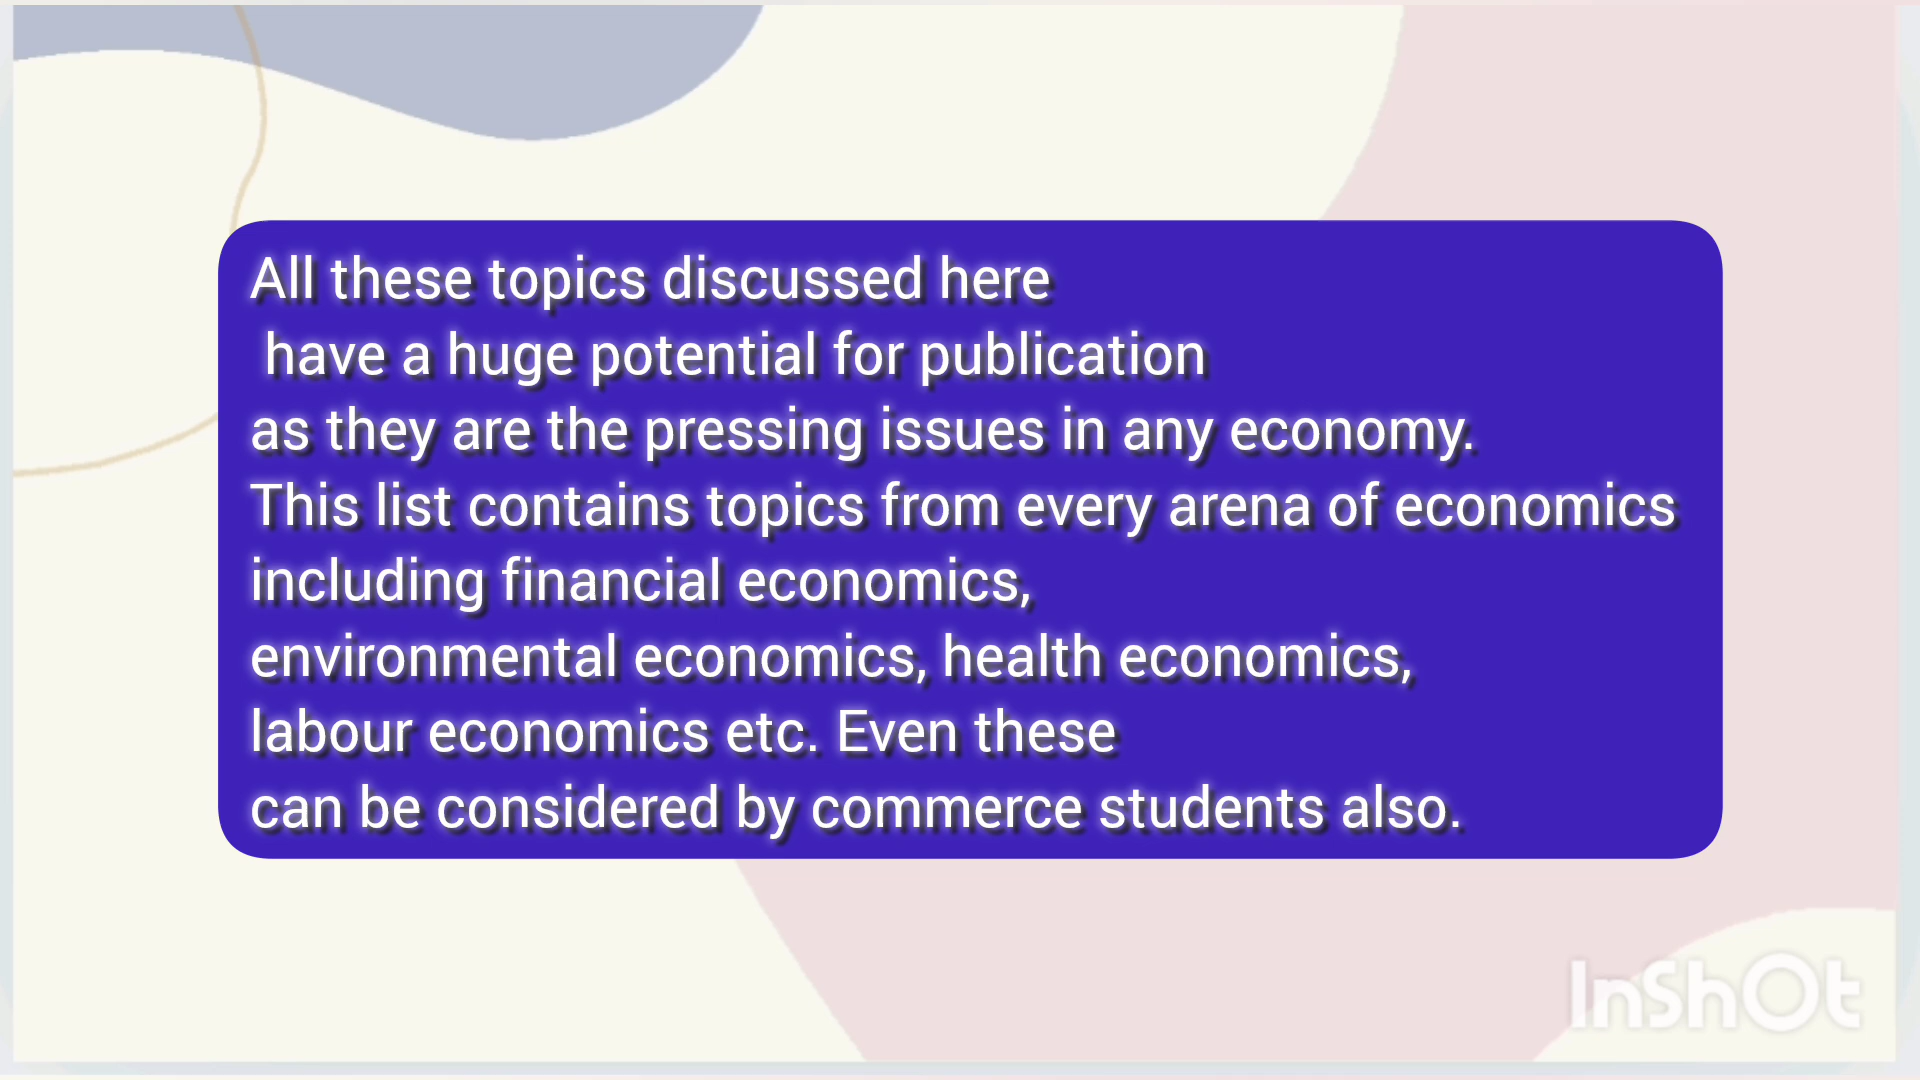 All these topics discussed here
have a huge potential for publication
as they are the pressing issues in any economy.
This list contains topics from every arena of economics
including financial economics,
environmental economics, health economics,
labour economics etc. Even these
can be considered by commerce students also.
InShOt